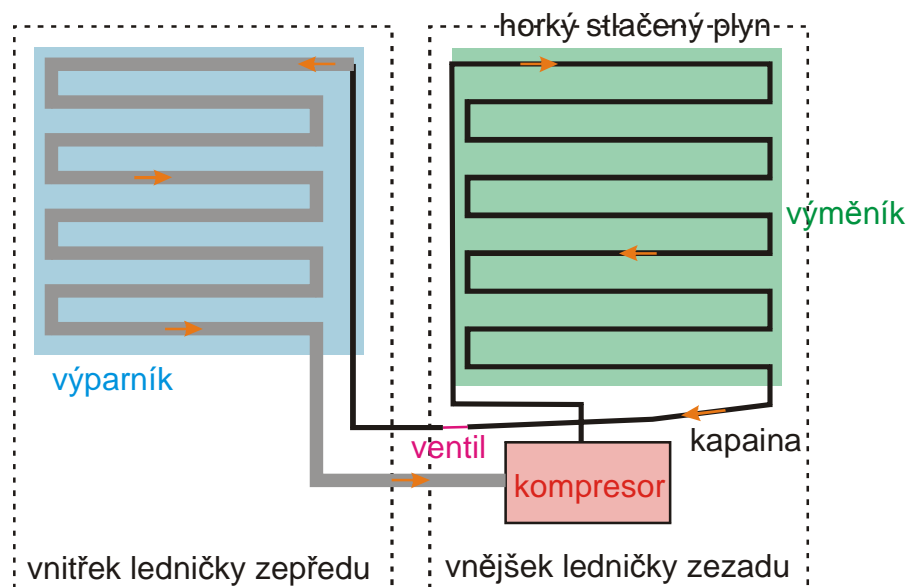 horký stlačený plyn
výměník
výparník
ventil
kapaina
kompresor
vnitřek ledničky zepředu
vnějšek ledničky zezadu